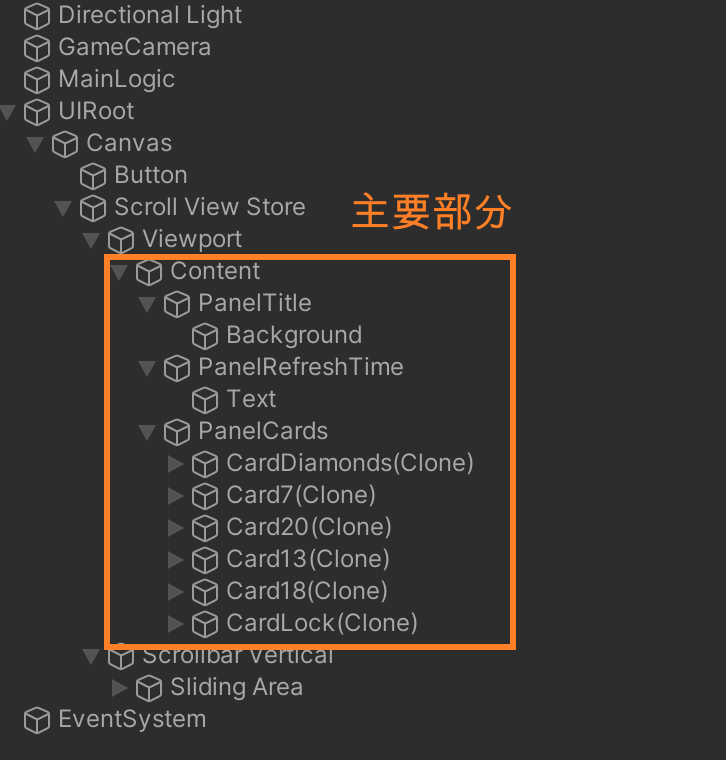 Directional Light
GameCamera
MainLogic
UIRoot
Canvas
Button
Scroll View Store
主要部分
Viewport
Content
PanelTitle
Background
PanelRefreshTime
Text
PanelCards
CardDiamonds(Clone)
Card7(Clone)
Card20(Clone)
Card13(Clone)
Card18(Clone)
CardLock(Clone)
Scrollbar Vertical
Sliding Area
EventSystem